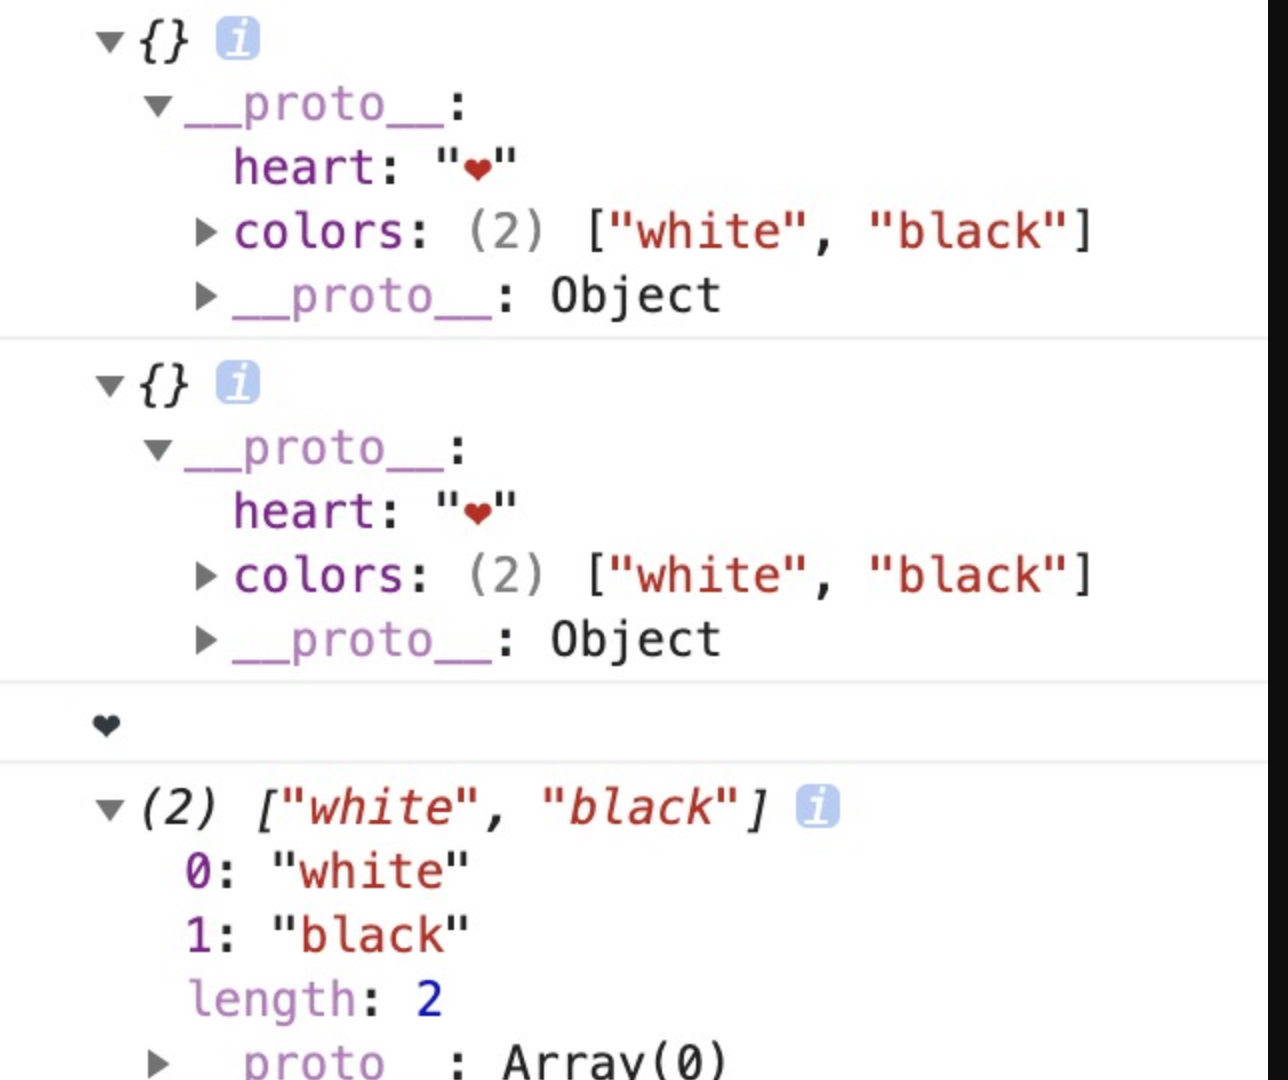 ▼ {} i
▼ __proto__:
heart: "❤"
▶ colors: (2) ["white", "black"]
▶ __proto__: Object
▼ {} i
▼ __proto__:
heart: "❤"
▶ colors: (2) ["white", "black"]
▶ __proto__: Object
❤
▼ (2) ["white", "black"] i
0: "white"
1: "black"
length: 2
▶ __proto__: Array(0)